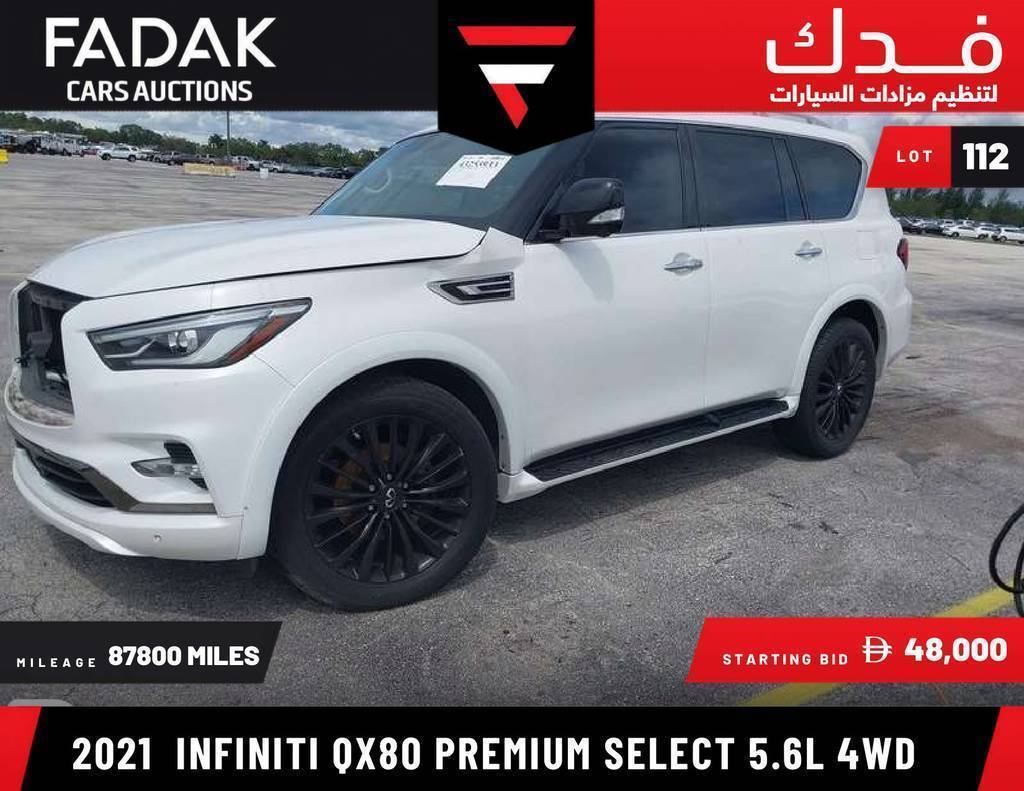 FADAK
CARS AUCTIONS
فدك
لتنظيم مزادات السيارات
LOT 112
MILEAGE 87800 MILES
STARTING BID 48,000
2021 INFINITI QX80 PREMIUM SELECT 5.6L 4WD